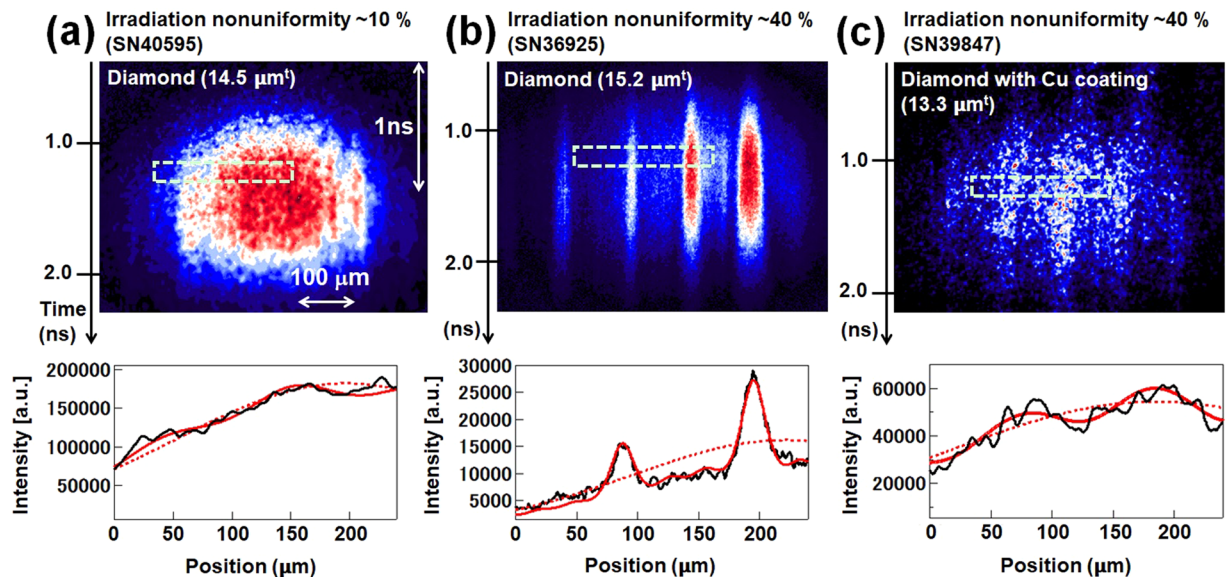 (a) Irradiation nonuniformity ~10 %
(SN40595)
Diamond (14.5 μmᵗ)
1ns
1.0
2.0
100 μm
Time
(ns)
(b) Irradiation nonuniformity ~40 %
(SN36925)
Diamond (15.2 μmᵗ)
1.0
2.0
(ns)
(c) Irradiation nonuniformity ~40 %
(SN39847)
Diamond with Cu coating
(13.3 μmᵗ)
1.0
2.0
(ns)
Intensity [a.u.]
200000
150000
100000
50000
0 50 100 150 200
Position (μm)
Intensity [a.u.]
30000
25000
20000
15000
10000
5000
0 50 100 150 200
Position (μm)
Intensity [a.u.]
60000
40000
20000
0 50 100 150 200
Position (μm)